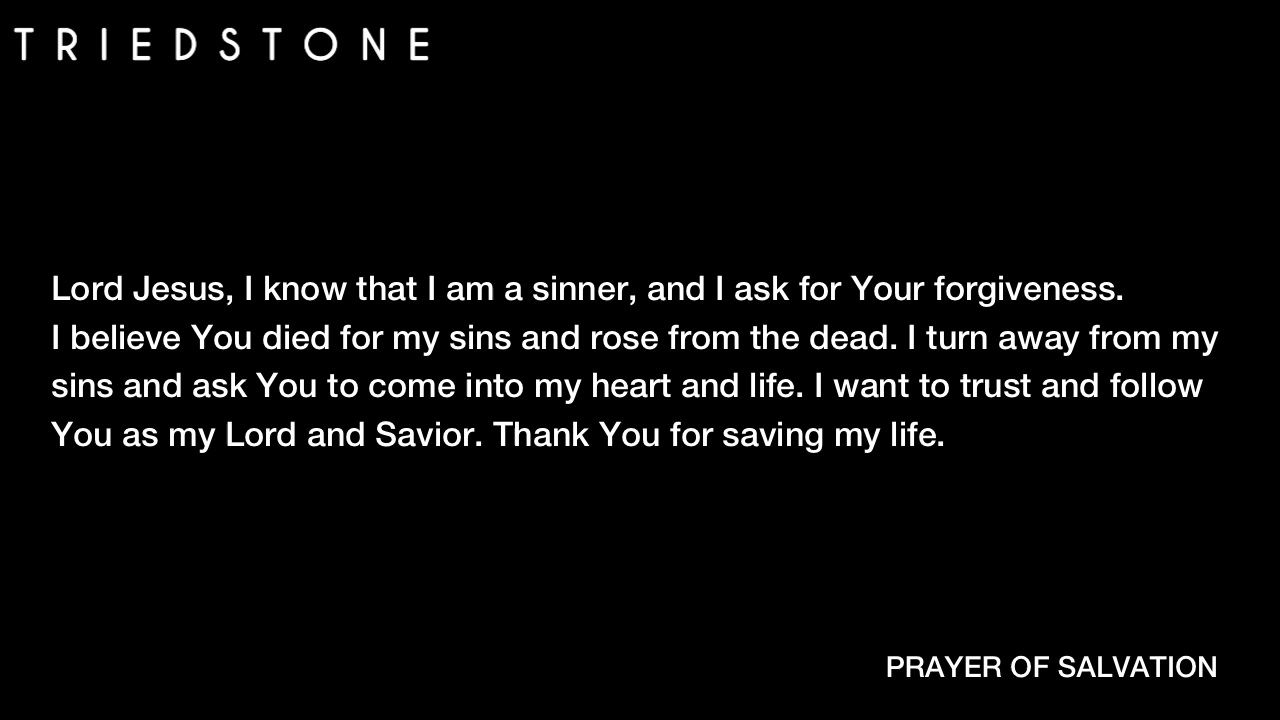 TRIEDSTONE
Lord Jesus, I know that I am a sinner, and I ask for Your forgiveness.
I believe You died for my sins and rose from the dead. I turn away from my
sins and ask You to come into my heart and life. I want to trust and follow
You as my Lord and Savior. Thank You for saving my life.
PRAYER OF SALVATION